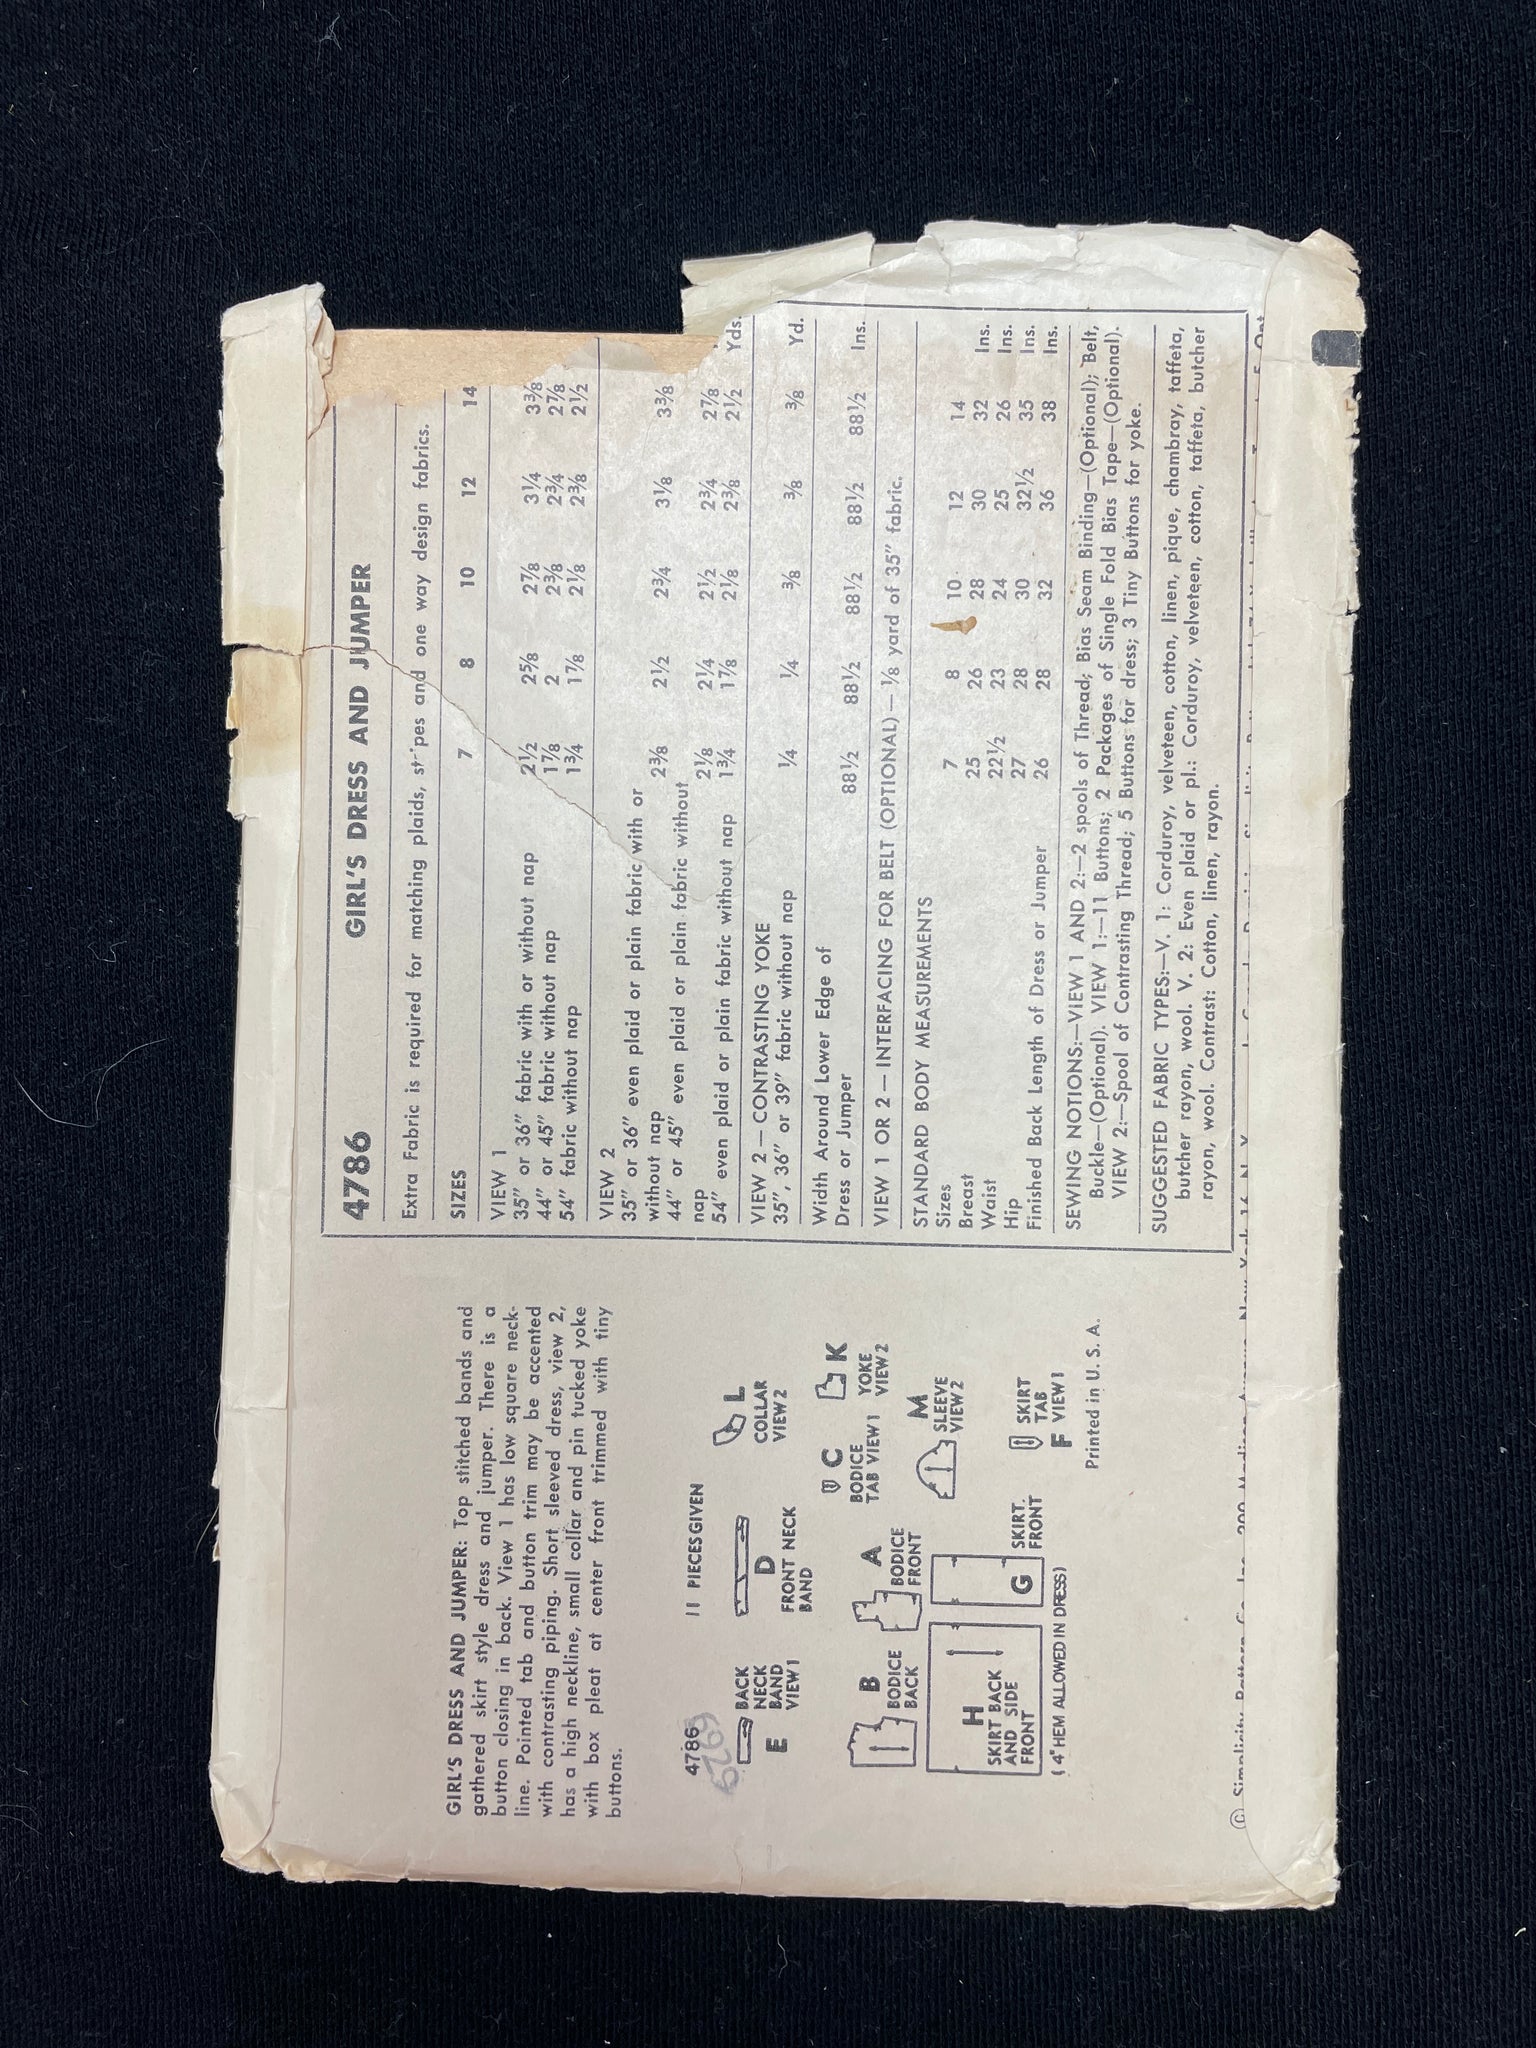 GIRL'S DRESS AND JUMPER: Top stitched bands and
gathered skirt style dress and jumper. There is a
button closing in back. View 1 has low square neck-
line. Pointed tab and button trim may be accented
with contrasting piping. Short sleeved dress, view 2,
has a high neckline, small collar and pin tucked yoke
with box pleat at center front trimmed with tiny
buttons.
4786
11 PIECES GIVEN
E
BACK
NECK
BAND
VIEW 1
D
FRONT NECK
BAND
L
COLLAR
VIEW 2
B
BODICE
BACK
A
BODICE
FRONT
C
BODICE
TAB VIEW 1
K
YOKE
VIEW 2
M
SLEEVE
VIEW 2
H
SKIRT BACK
AND SIDE
FRONT
G
SKIRT
FRONT
F
SKIRT
TAB
VIEW 1
(4" HEM ALLOWED IN DRESS)
Printed in U. S. A.
4786 GIRL'S DRESS AND JUMPER
Extra Fabric is required for matching plaids, stripes and one way design fabrics.
SIZES 7 8 10 12 14
VIEW 1
35" or 36" fabric with or without nap 2½ 2⅝ 2⅞ 3¼ 3⅜
44" or 45" fabric without nap 1⅞ 2 2⅜ 2¾ 2⅞
54" fabric without nap 1¾ 1⅞ 2⅛ 2⅜ 2½
VIEW 2
35" or 36" even plaid or plain fabric with or
without nap 2⅜ 2½ 2¾ 3⅛ 3⅜
44" or 45" even plaid or plain fabric without
nap 2⅛ 2¼ 2½ 2¾ 2⅞
54" even plaid or plain fabric without nap 1¾ 1⅞ 2⅛ 2⅜ 2½ Yds.
VIEW 2 — CONTRASTING YOKE
35", 36" or 39" fabric without nap ¼ ¼ ⅜ ⅜ ⅜ Yd.
Width Around Lower Edge of
Dress or Jumper 88½ 88½ 88½ 88½ 88½ Ins.
VIEW 1 OR 2 — INTERFACING FOR BELT (OPTIONAL) — ⅛ yard of 35" fabric.
STANDARD BODY MEASUREMENTS
Sizes 7 8 10 12 14
Breast 25 26 28 30 32 Ins.
Waist 22½ 23 24 25 26 Ins.
Hip 27 28 30 32½ 35 Ins.
Finished Back Length of Dress or Jumper 26 28 32 36 38 Ins.
SEWING NOTIONS:—VIEW 1 AND 2:—2 spools of Thread; Bias Seam Binding—(Optional); Belt,
Buckle—(Optional). VIEW 1:—11 Buttons; 2 Packages of Single Fold Bias Tape—(Optional).
VIEW 2:—Spool of Contrasting Thread; 5 Buttons for dress; 3 Tiny Buttons for yoke.
SUGGESTED FABRIC TYPES:—V. 1: Corduroy, velveteen, cotton, linen, pique, chambray, taffeta,
butcher rayon, wool. V. 2: Even plaid or pl.: Corduroy, velveteen, cotton, taffeta, butcher
rayon, wool. Contrast: Cotton, linen, rayon.
© Simplicity Pattern Co. Inc. 200 Madison Avenue New York 16, N. Y.